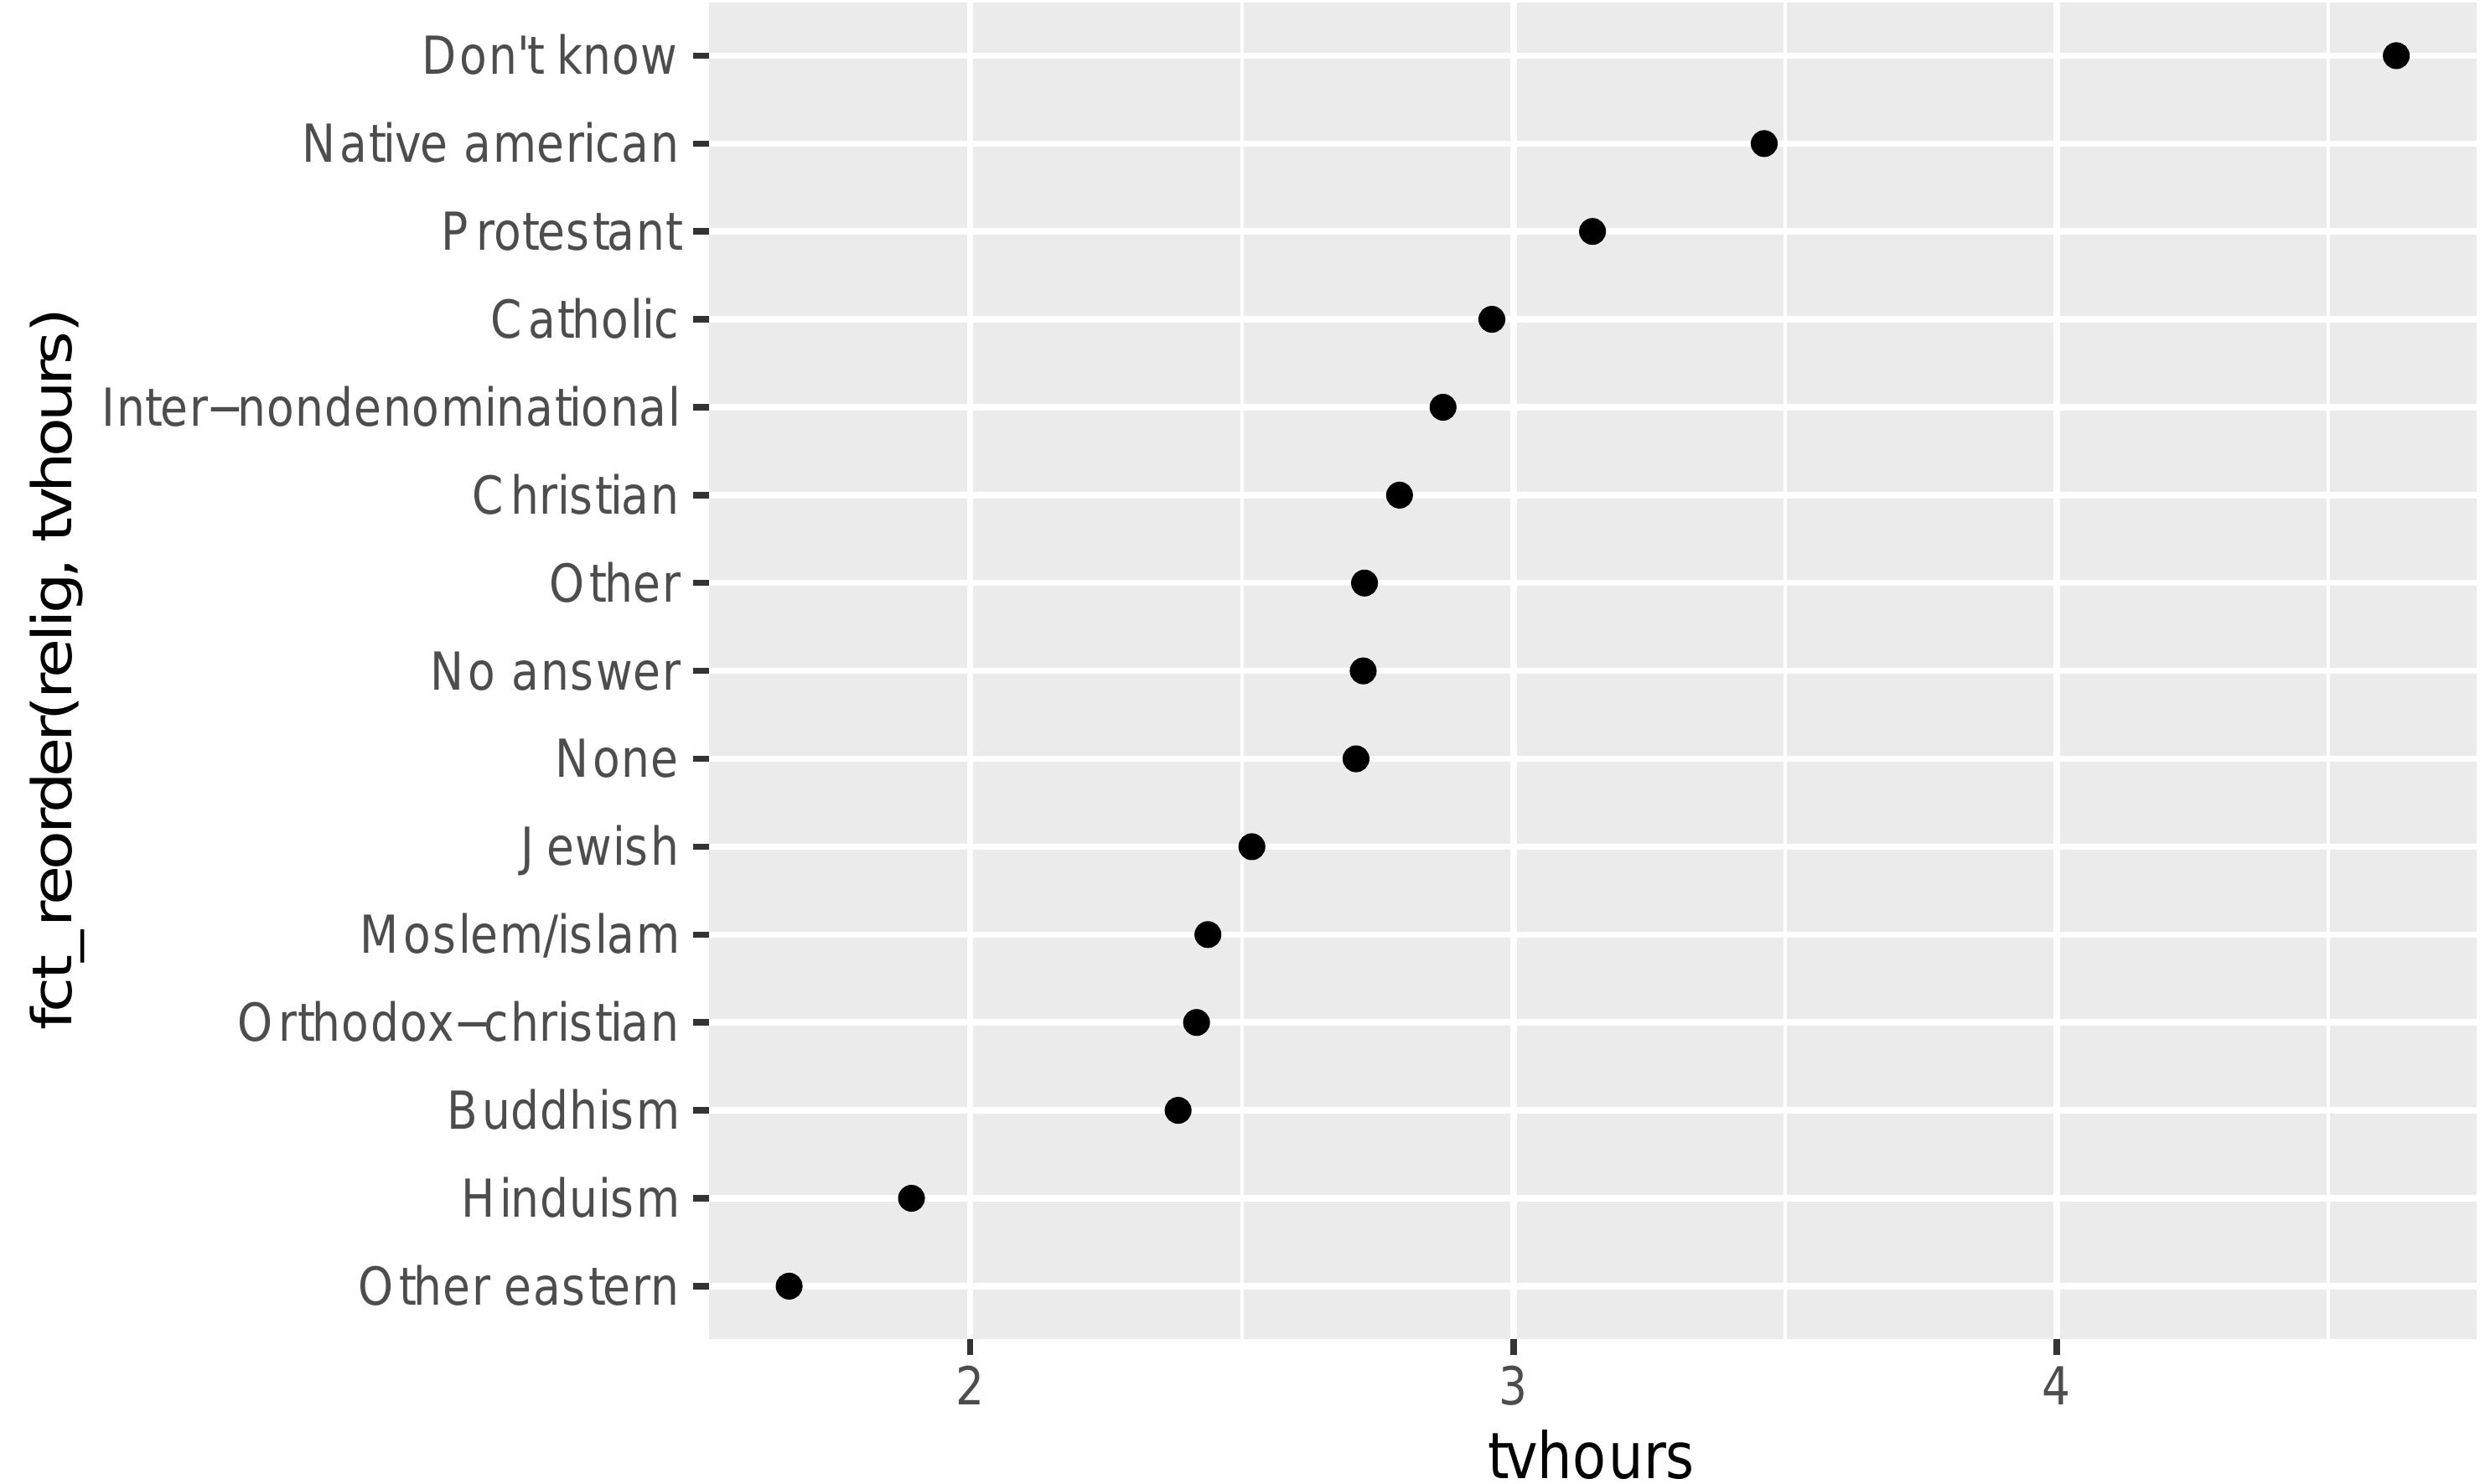 fct_reorder(relig, tvhours)
Don't know
Native american
Protestant
Catholic
Inter−nondenominational
Christian
Other
No answer
None
Jewish
Moslem/islam
Orthodox−christian
Buddhism
Hinduism
Other eastern
2 3 4
tvhours